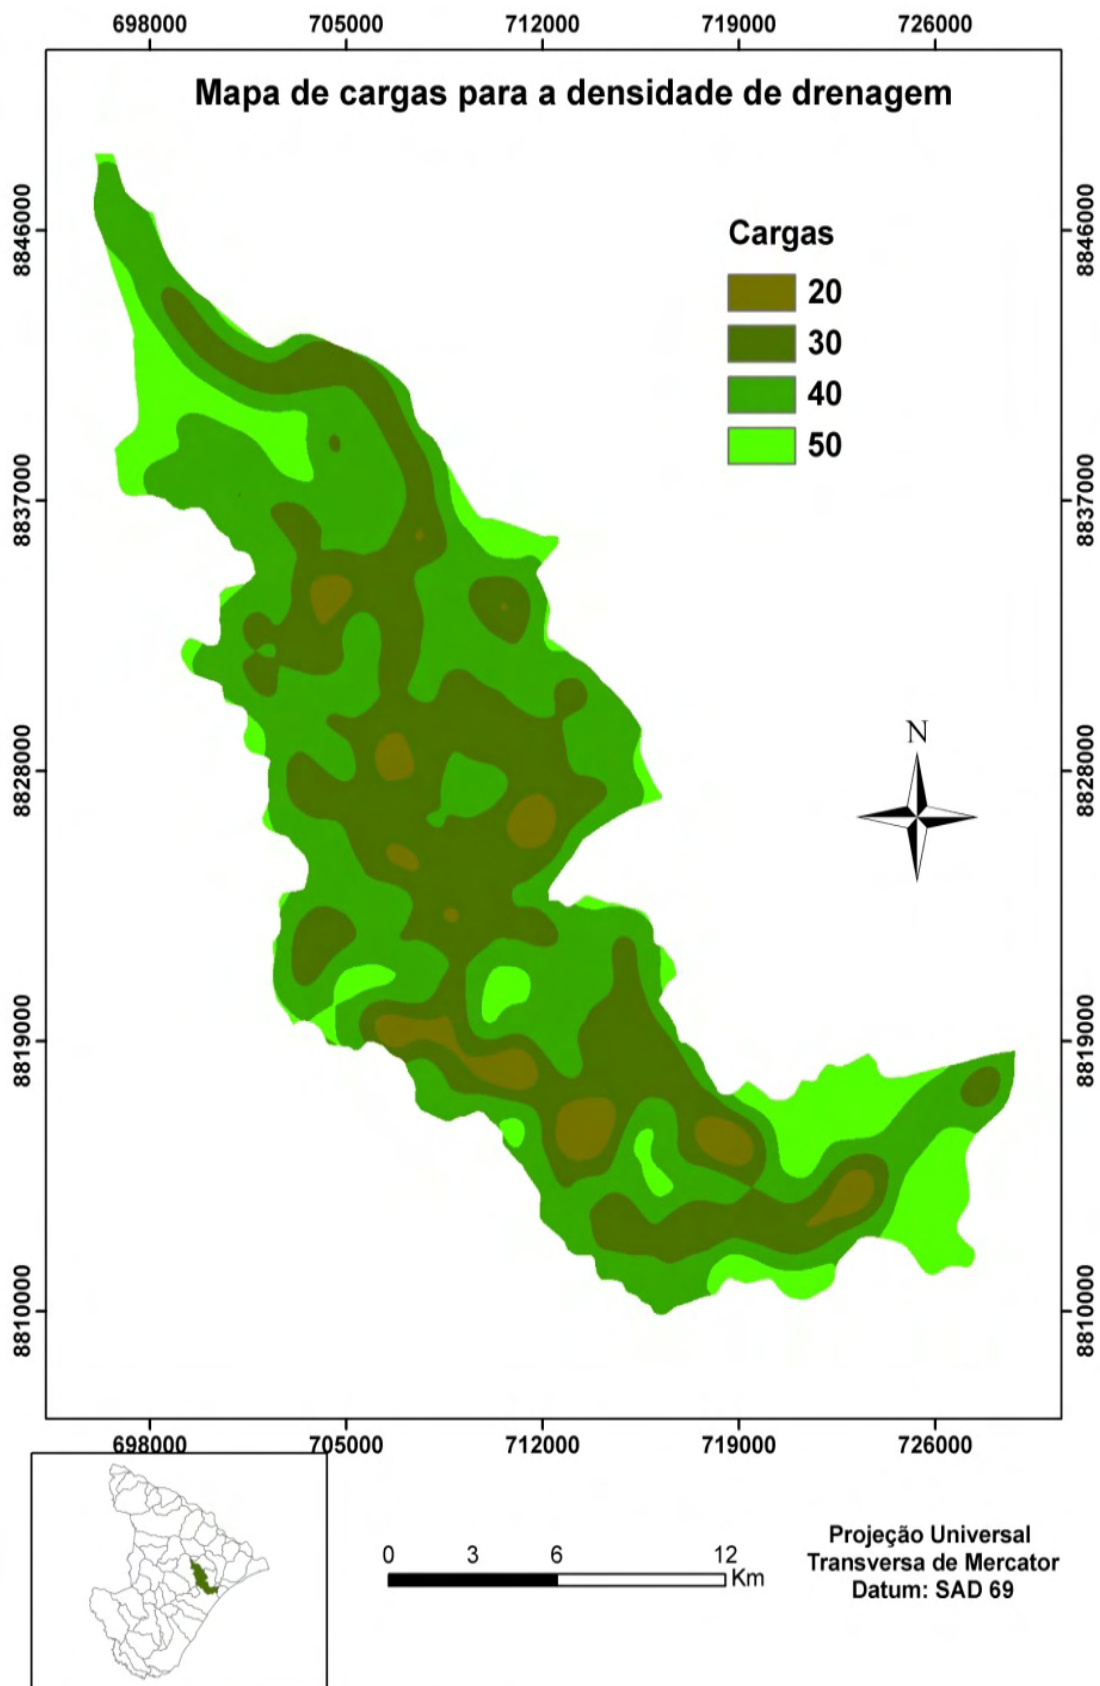 698000 705000 712000 719000 726000
Mapa de cargas para a densidade de drenagem
8846000
8846000
Cargas
20
30
40
50
8837000
8837000
N
8828000
8828000
8819000
8819000
8810000
8810000
698000 705000 712000 719000 726000
0 3 6 12
Km
Projeção Universal
Transversa de Mercator
Datum: SAD 69